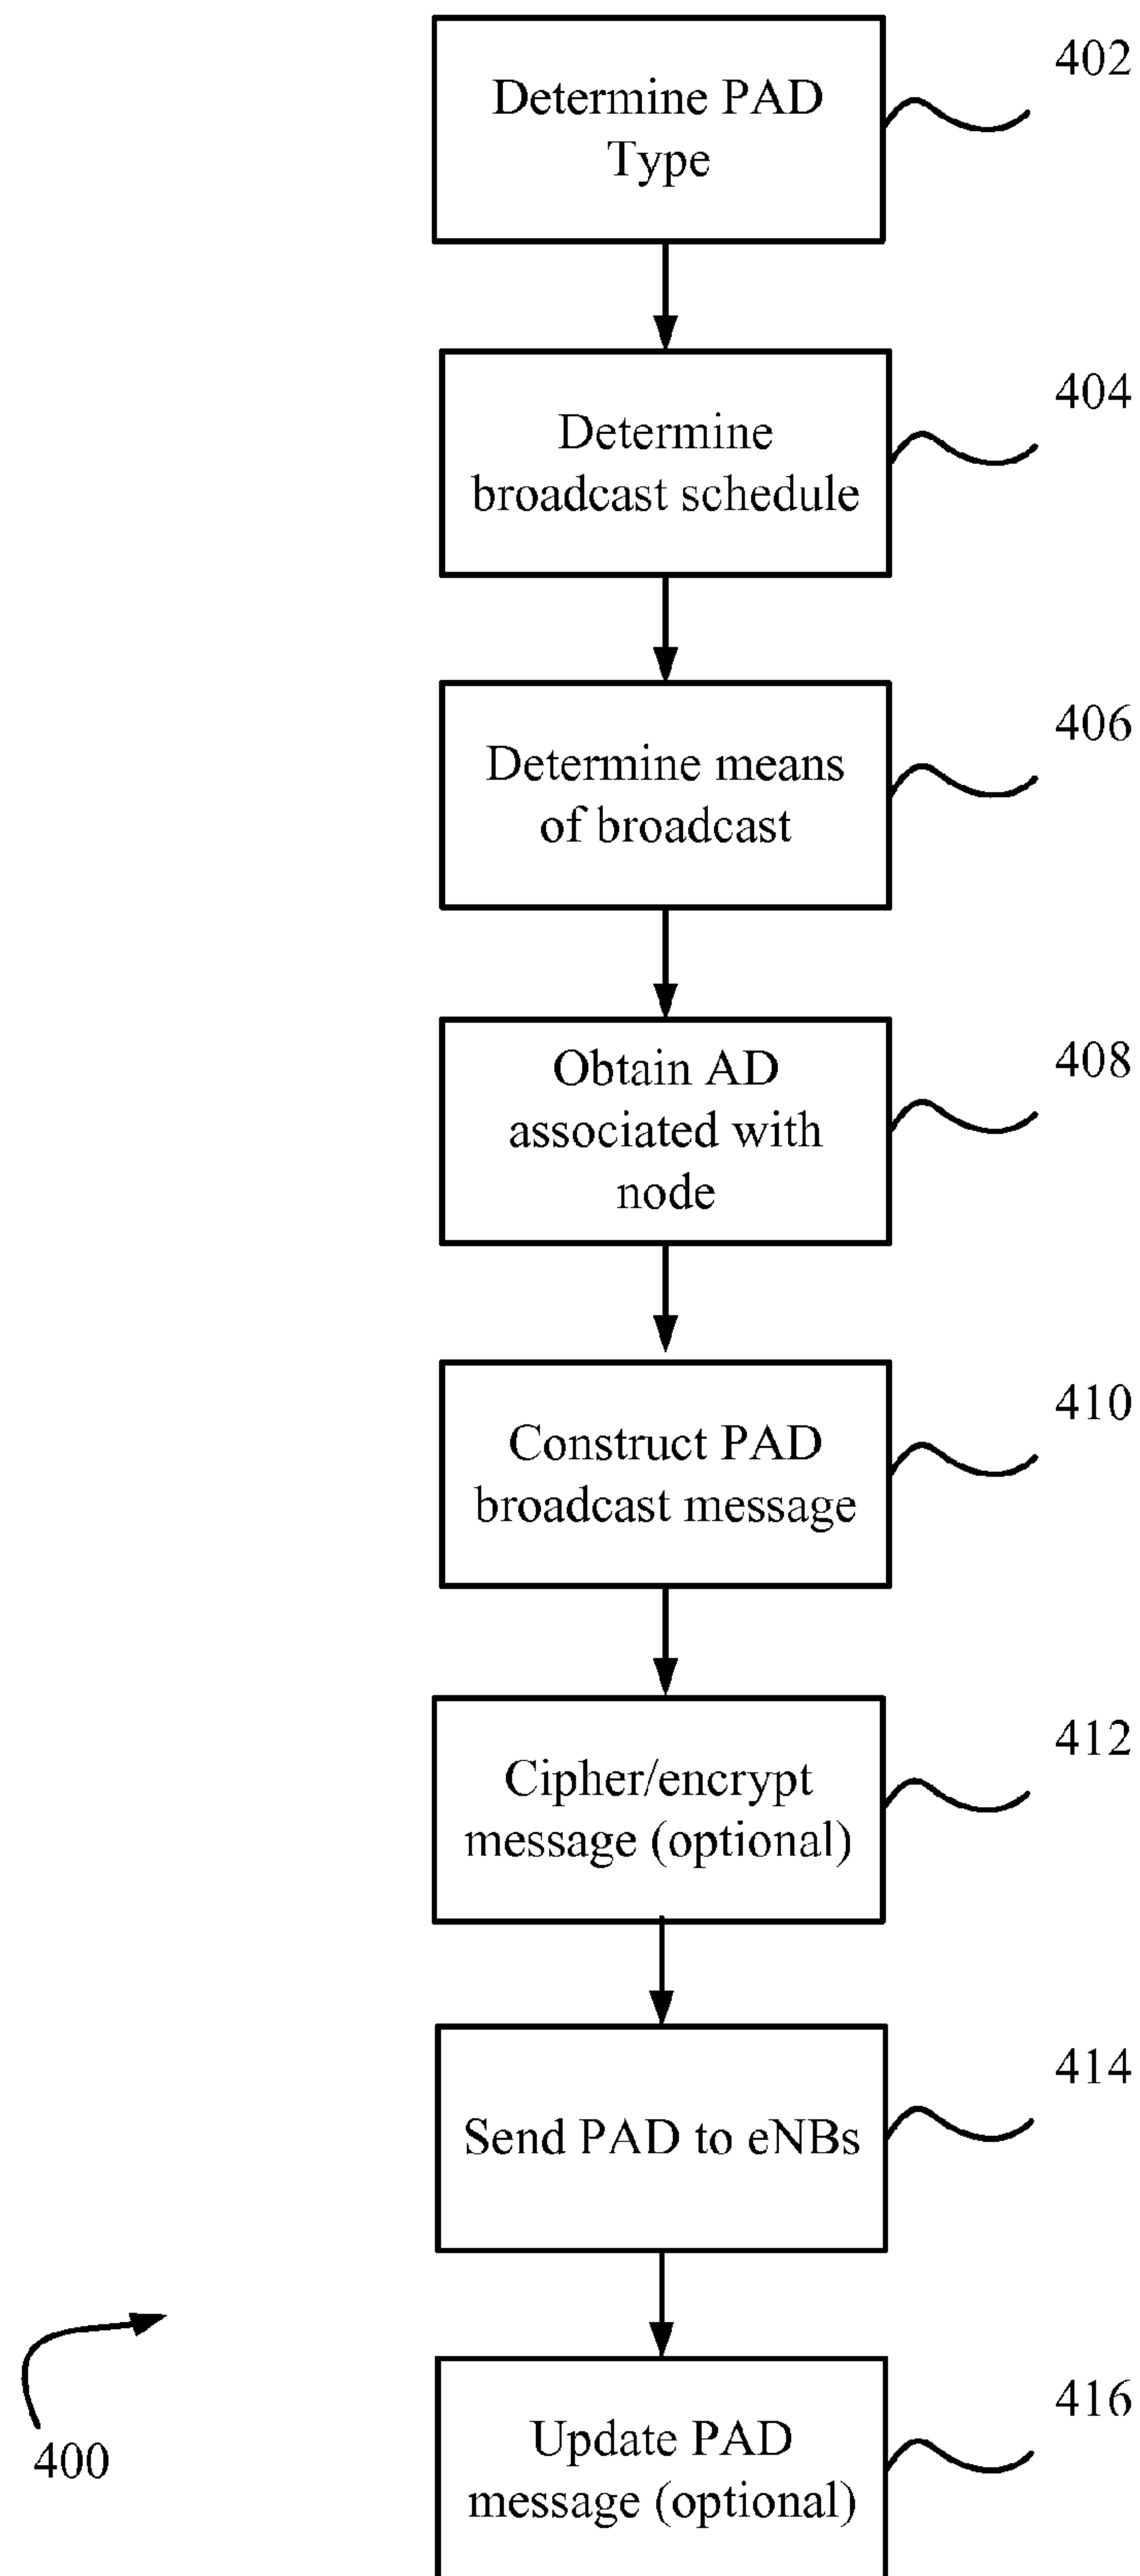 402
Determine PAD
Type
404
Determine
broadcast schedule
406
Determine means
of broadcast
408
Obtain AD
associated with
node
410
Construct PAD
broadcast message
412
Cipher/encrypt
message (optional)
414
Send PAD to eNBs
416
Update PAD
message (optional)
400